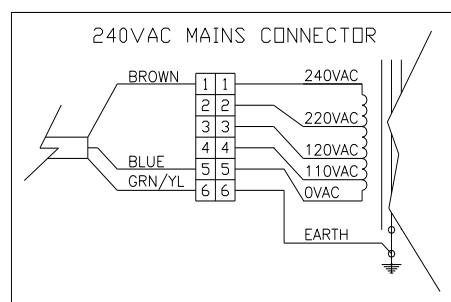 240VAC MAINS CONNECTOR
BROWN 1 1 240VAC
2 2 220VAC
3 3 120VAC
4 4 110VAC
BLUE 5 5 0VAC
GRN/YL 6 6
EARTH